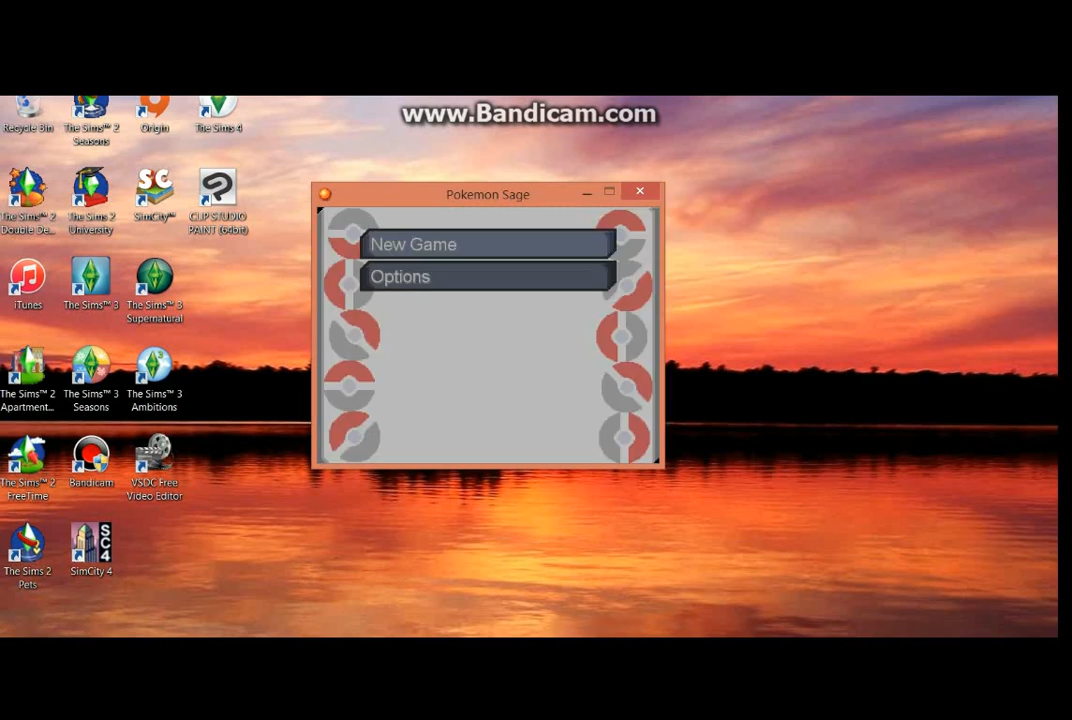 www.Bandicam.com
Recycle Bin
The Sims™ 2
Seasons
Origin
The Sims 4
The Sims™ 2
Double De...
The Sims 2
University
SC
SimCity™
CLIP STUDIO
PAINT (64bit)
iTunes
The Sims™ 3
The Sims™ 3
Supernatural
The Sims™ 2
Apartment...
The Sims™ 3
Seasons
The Sims™ 3
Ambitions
The Sims™ 2
FreeTime
Bandicam
VSDC Free
Video Editor
The Sims 2
Pets
SC4
SimCity 4
Pokemon Sage
New Game
Options